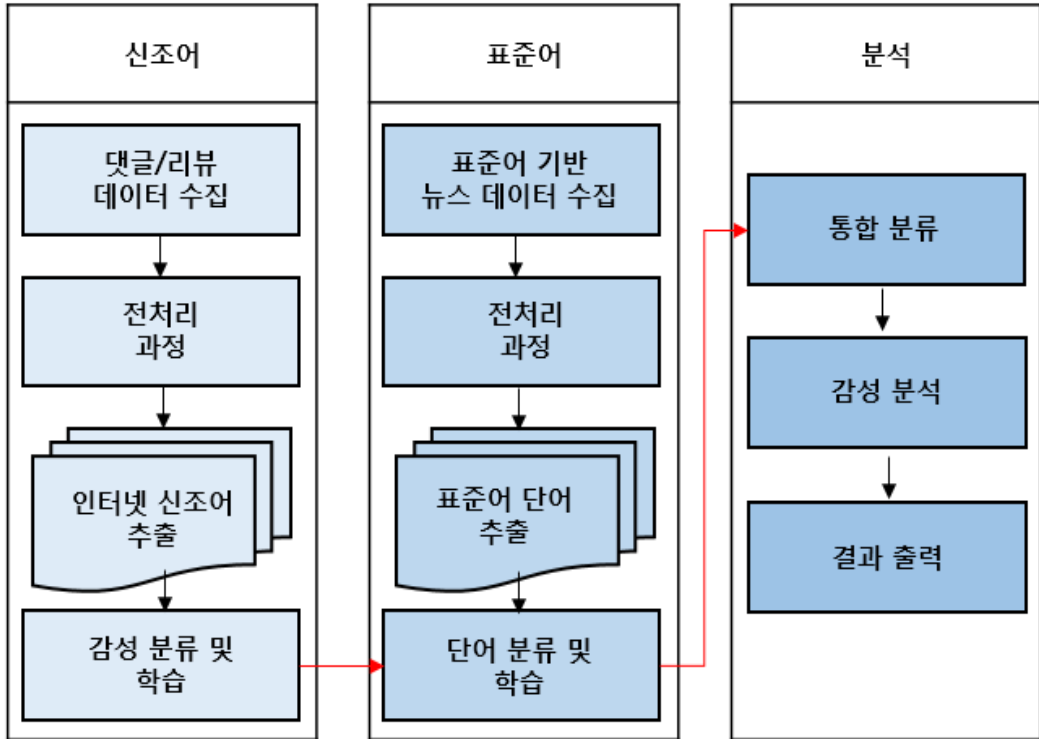 신조어
댓글/리뷰
데이터 수집
전처리
과정
인터넷 신조어
추출
감성 분류 및
학습
표준어
표준어 기반
뉴스 데이터 수집
전처리
과정
표준어 단어
추출
단어 분류 및
학습
분석
통합 분류
감성 분석
결과 출력